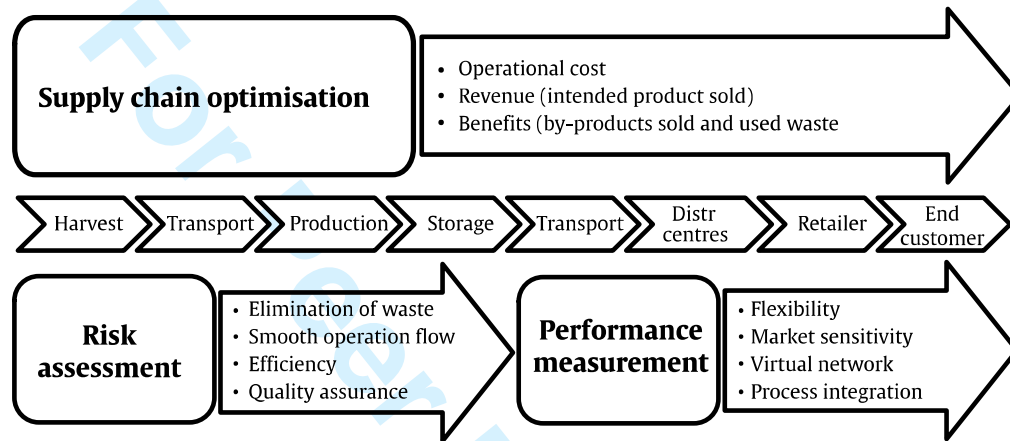 Supply chain optimisation
• Operational cost
• Revenue (intended product sold)
• Benefits (by-products sold and used waste
Harvest
Transport
Production
Storage
Transport
Distr
centres
Retailer
End
customer
Risk
assessment
• Elimination of waste
• Smooth operation flow
• Efficiency
• Quality assurance
Performance
measurement
• Flexibility
• Market sensitivity
• Virtual network
• Process integration
For Peer